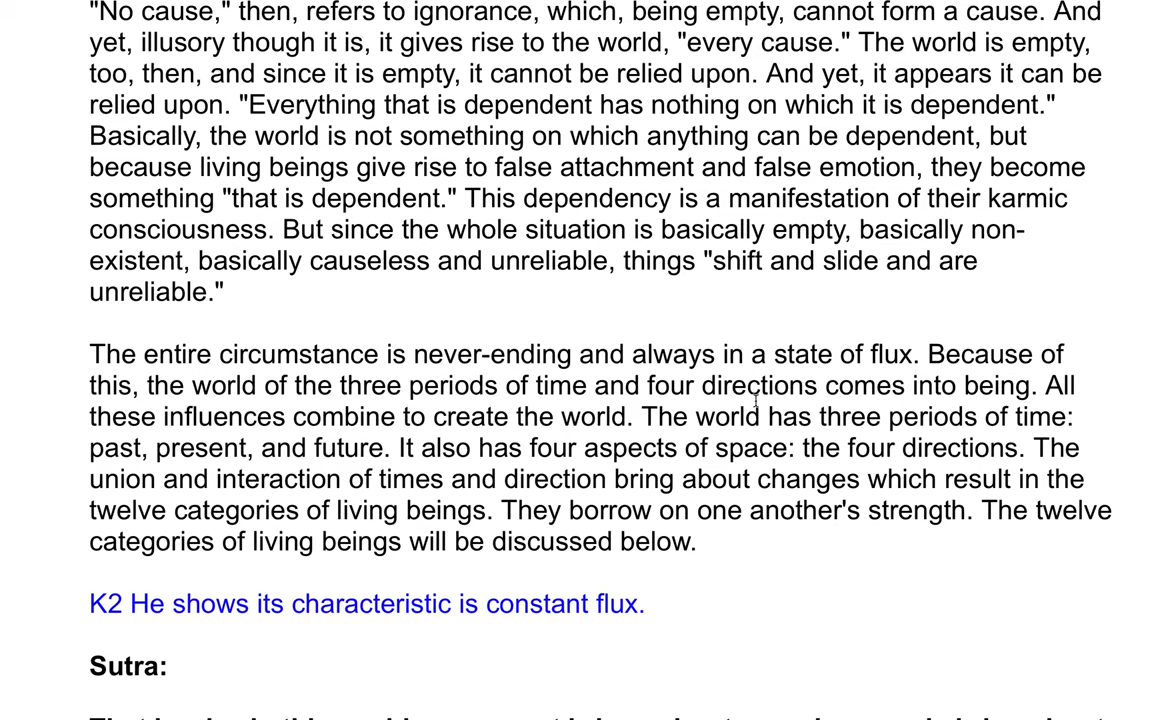 "No cause," then, refers to ignorance, which, being empty, cannot form a cause. And
yet, illusory though it is, it gives rise to the world, "every cause." The world is empty,
too, then, and since it is empty, it cannot be relied upon. And yet, it appears it can be
relied upon. "Everything that is dependent has nothing on which it is dependent."
Basically, the world is not something on which anything can be dependent, but
because living beings give rise to false attachment and false emotion, they become
something "that is dependent." This dependency is a manifestation of their karmic
consciousness. But since the whole situation is basically empty, basically non-
existent, basically causeless and unreliable, things "shift and slide and are
unreliable."
The entire circumstance is never-ending and always in a state of flux. Because of
this, the world of the three periods of time and four directions comes into being. All
these influences combine to create the world. The world has three periods of time:
past, present, and future. It also has four aspects of space: the four directions. The
union and interaction of times and direction bring about changes which result in the
twelve categories of living beings. They borrow on one another's strength. The twelve
categories of living beings will be discussed below.
K2 He shows its characteristic is constant flux.
Sutra: